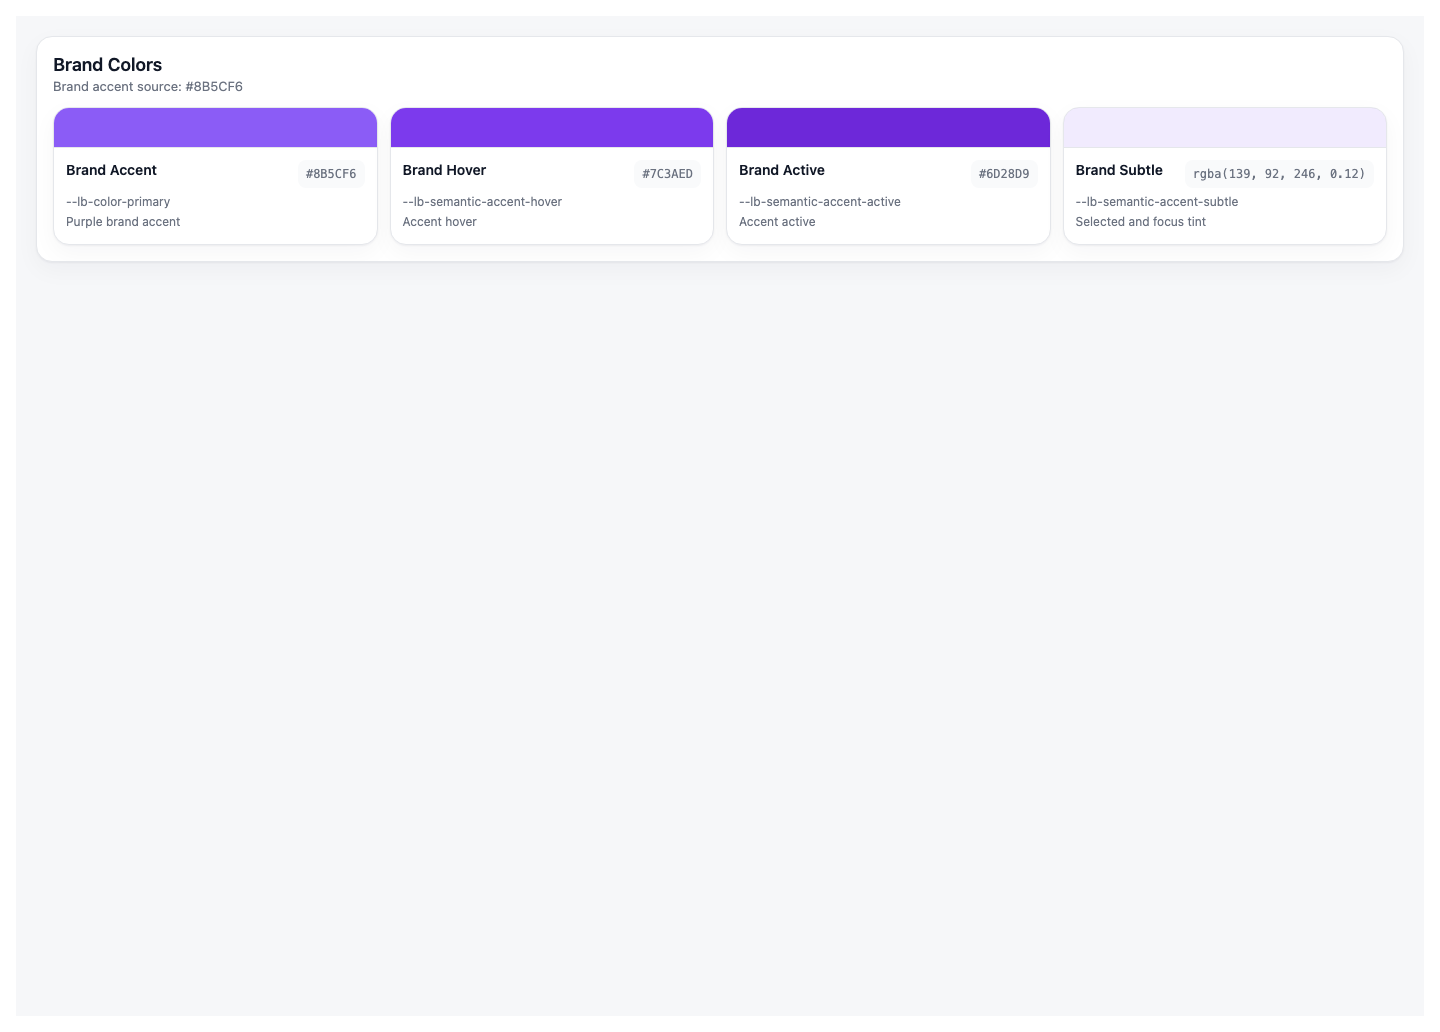 Brand Colors
Brand accent source: #8B5CF6
Brand Accent #8B5CF6
--lb-color-primary
Purple brand accent
Brand Hover #7C3AED
--lb-semantic-accent-hover
Accent hover
Brand Active #6D28D9
--lb-semantic-accent-active
Accent active
Brand Subtle rgba(139, 92, 246, 0.12)
--lb-semantic-accent-subtle
Selected and focus tint